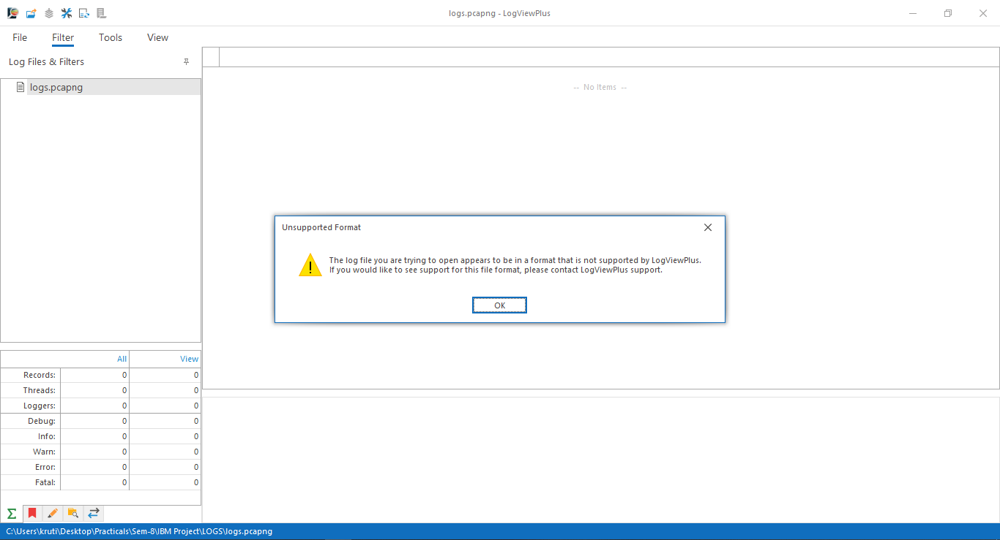 logs.pcapng - LogViewPlus
File Filter Tools View
Log Files & Filters
logs.pcapng
-- No Items --
Unsupported Format
The log file you are trying to open appears to be in a format that is not supported by LogViewPlus.
If you would like to see support for this file format, please contact LogViewPlus support.
OK
All View
Records: 0 0
Threads: 0 0
Loggers: 0 0
Debug: 0 0
Info: 0 0
Warn: 0 0
Error: 0 0
Fatal: 0 0
C:\Users\kruti\Desktop\Practicals\Sem-8\IBM Project\LOGS\logs.pcapng